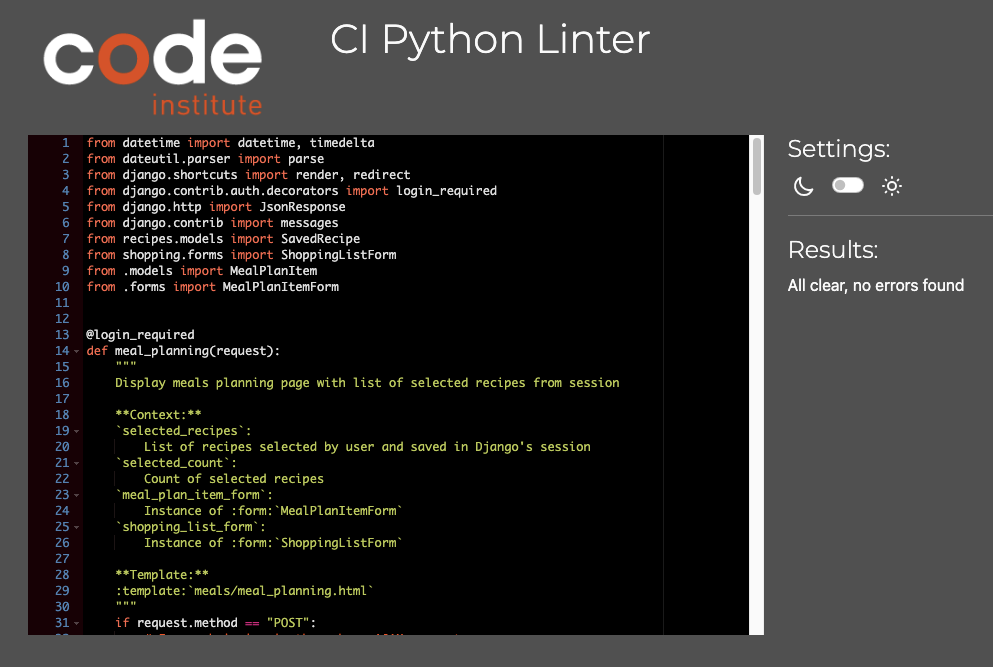 code
institute
CI Python Linter
1 from datetime import datetime, timedelta
2 from dateutil.parser import parse
3 from django.shortcuts import render, redirect
4 from django.contrib.auth.decorators import login_required
5 from django.http import JsonResponse
6 from django.contrib import messages
7 from recipes.models import SavedRecipe
8 from shopping.forms import ShoppingListForm
9 from .models import MealPlanItem
10 from .forms import MealPlanItemForm
11
12
13 @login_required
14 def meal_planning(request):
15     """
16     Display meals planning page with list of selected recipes from session
17
18     **Context:**
19     `selected_recipes`:
20         List of recipes selected by user and saved in Django's session
21     `selected_count`:
22         Count of selected recipes
23     `meal_plan_item_form`:
24         Instance of :form:`MealPlanItemForm`
25     `shopping_list_form`:
26         Instance of :form:`ShoppingListForm`
27
28     **Template:**
29     :template:`meals/meal_planning.html`
30     """
31     if request.method == "POST":
Settings:
Results:
All clear, no errors found